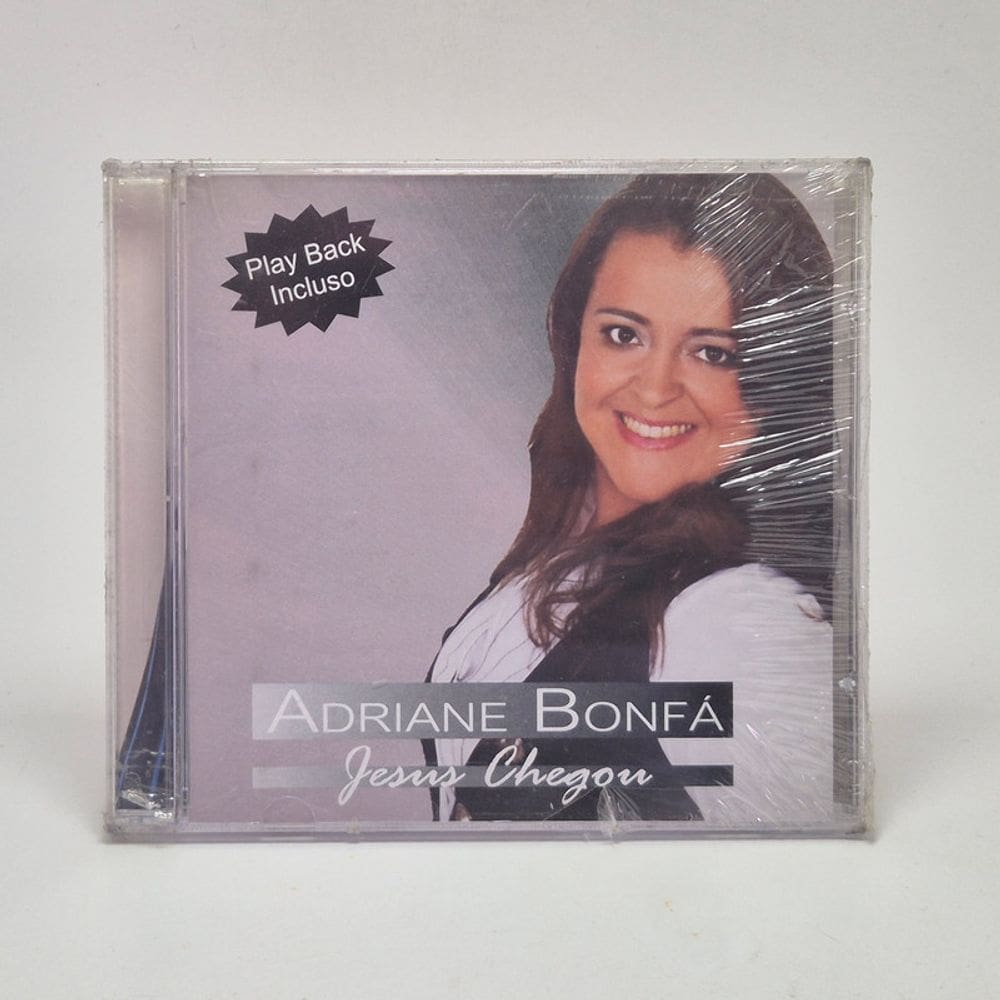 Play Back
Incluso
ADRIANE BONFÁ
Jesus Chegou